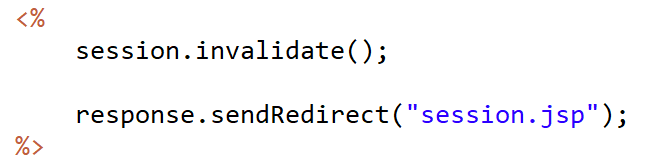 <%
session.invalidate();
response.sendRedirect("session.jsp");
%>